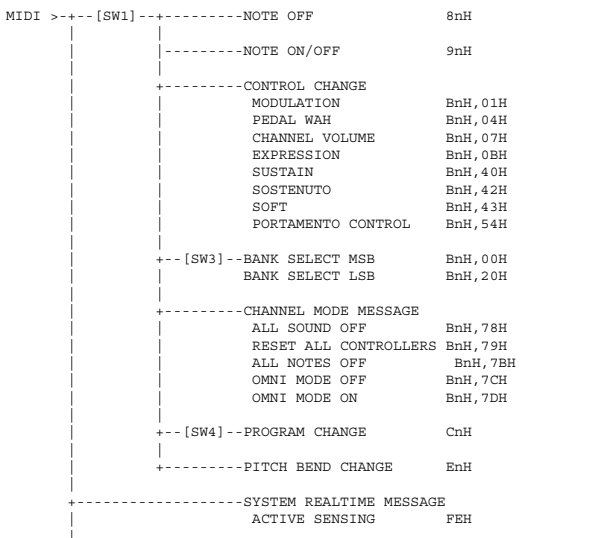 MIDI >-+--[SW1]--+---------NOTE OFF 8nH
|---------NOTE ON/OFF 9nH
+---------CONTROL CHANGE
MODULATION BnH,01H
PEDAL WAH BnH,04H
CHANNEL VOLUME BnH,07H
EXPRESSION BnH,0BH
SUSTAIN BnH,40H
SOSTENUTO BnH,42H
SOFT BnH,43H
PORTAMENTO CONTROL BnH,54H
+--[SW3]--BANK SELECT MSB BnH,00H
BANK SELECT LSB BnH,20H
+---------CHANNEL MODE MESSAGE
ALL SOUND OFF BnH,78H
RESET ALL CONTROLLERS BnH,79H
ALL NOTES OFF BnH,7BH
OMNI MODE OFF BnH,7CH
OMNI MODE ON BnH,7DH
+--[SW4]--PROGRAM CHANGE CnH
+---------PITCH BEND CHANGE EnH
+-------------------SYSTEM REALTIME MESSAGE
ACTIVE SENSING FEH